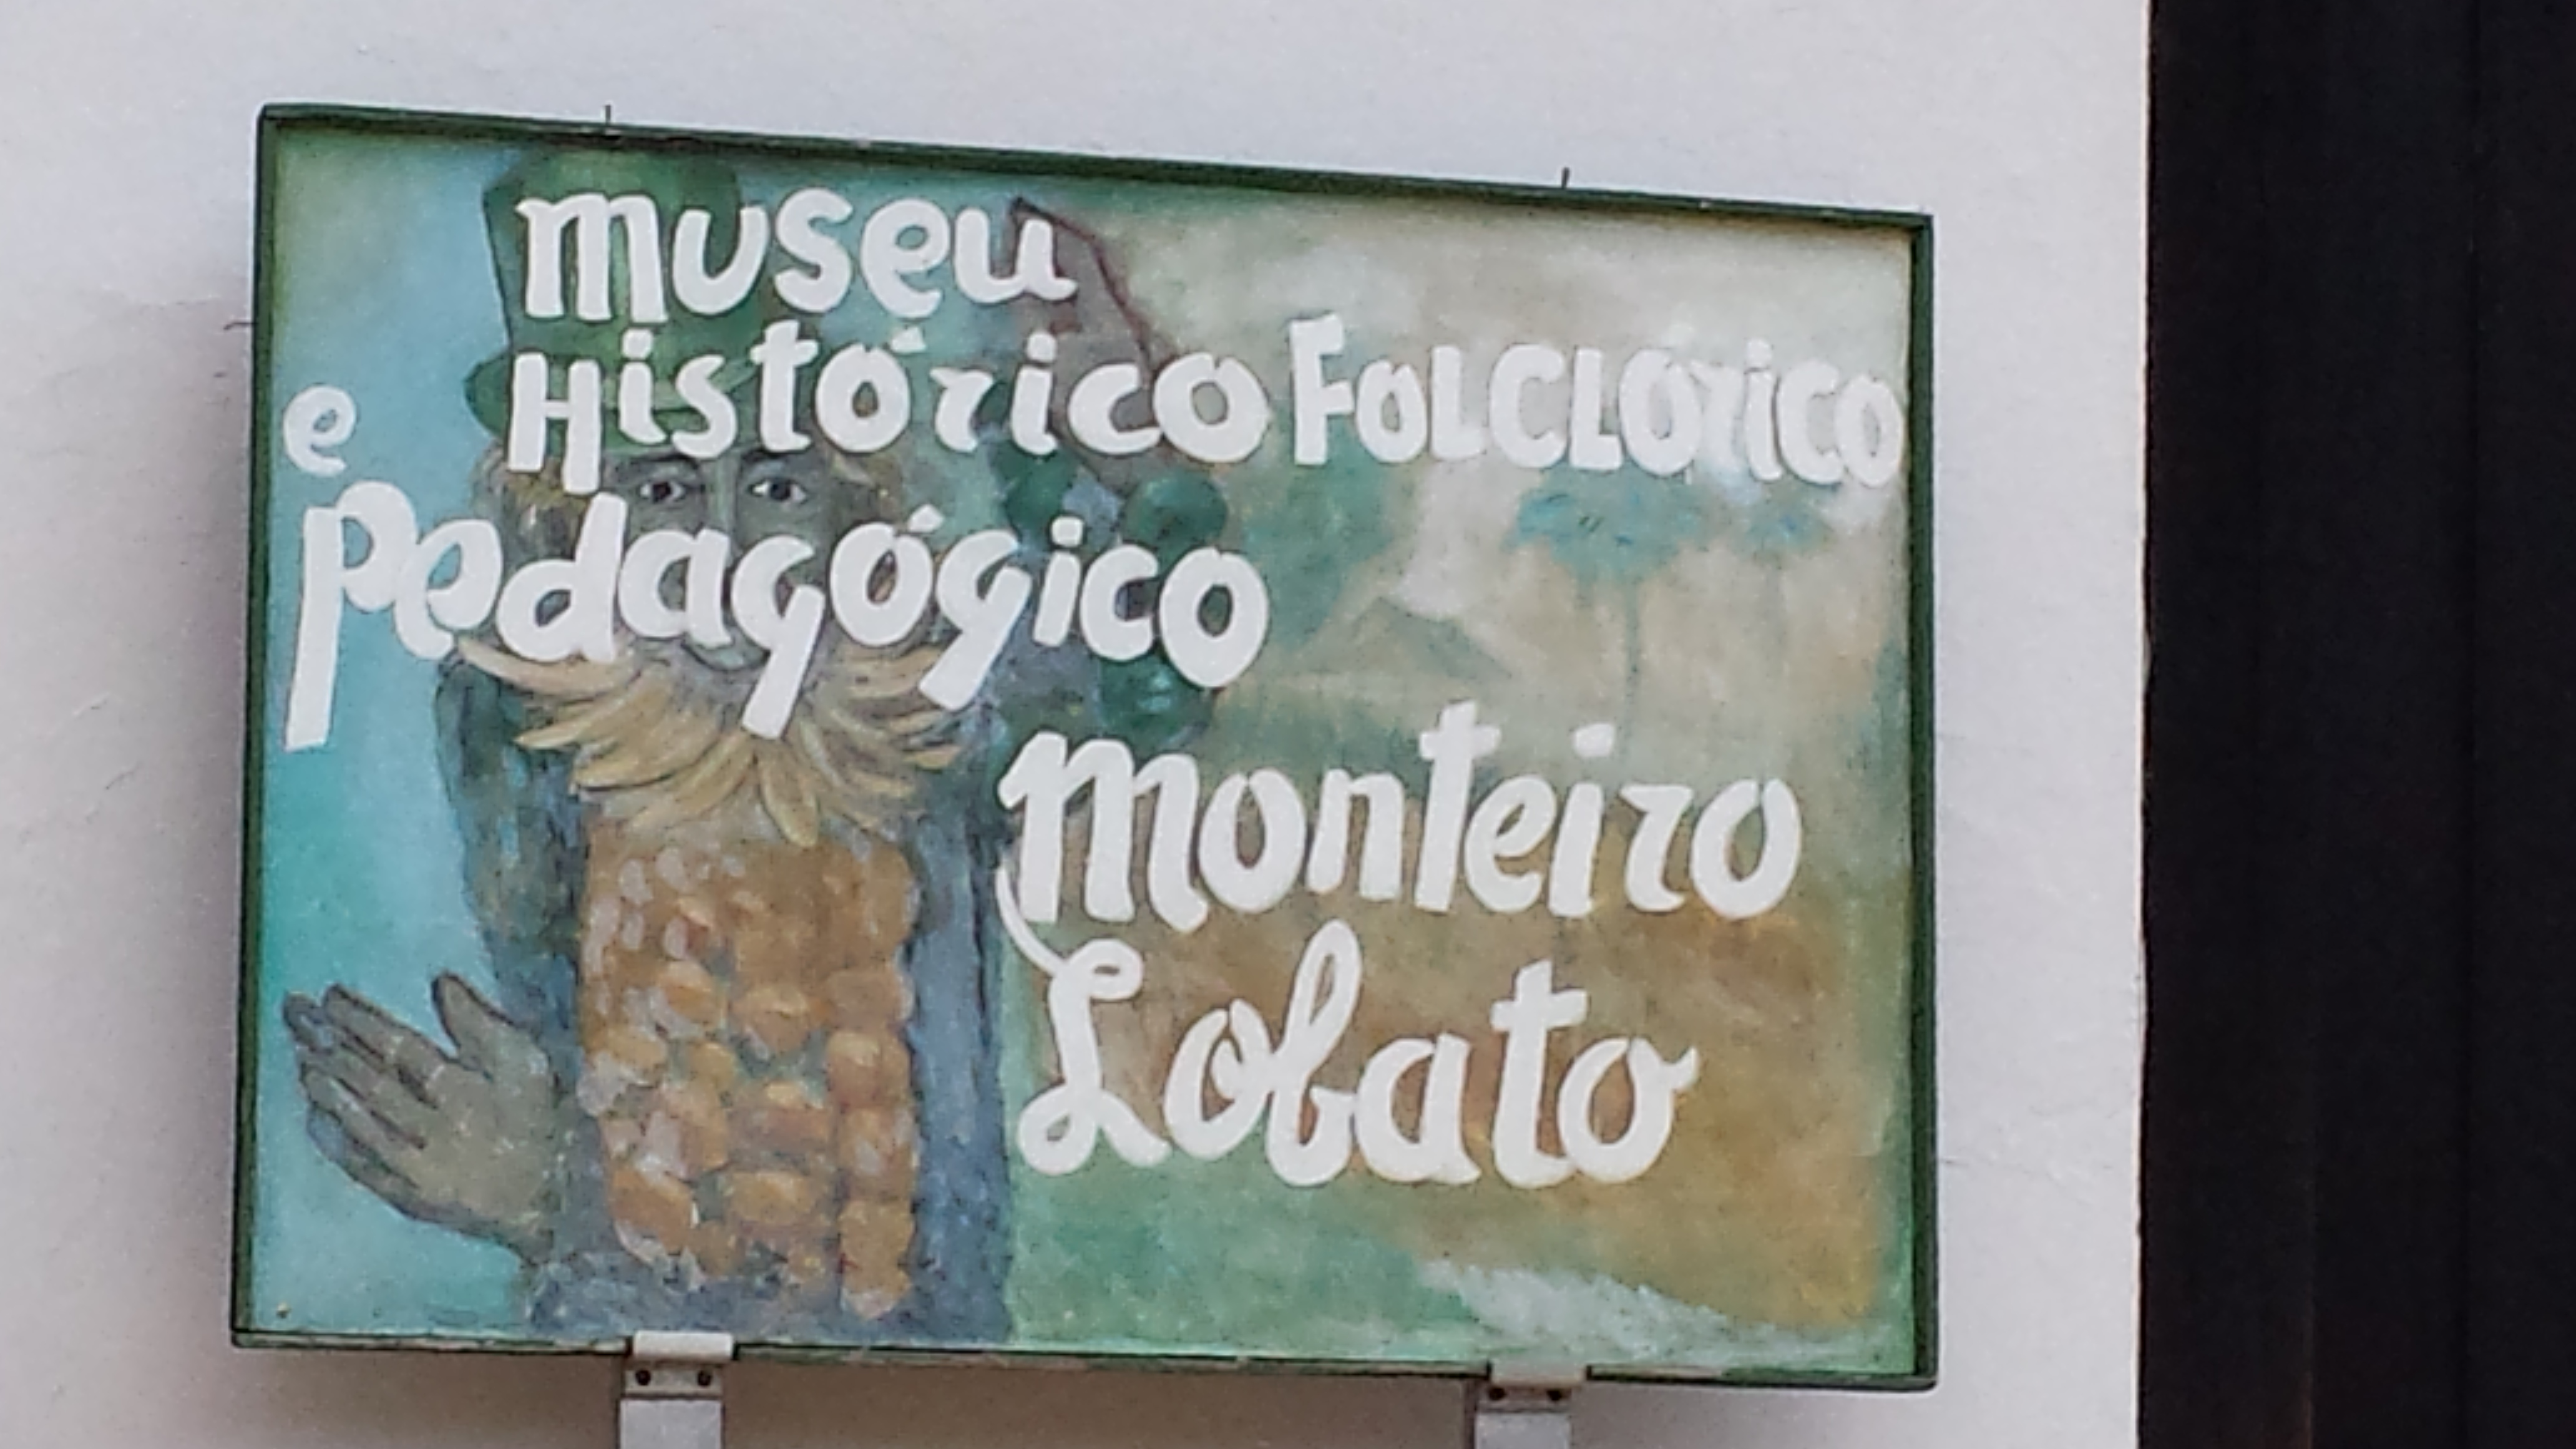 museu
Histórico Folclórico
e
Pedagógico
Monteiro
Lobato